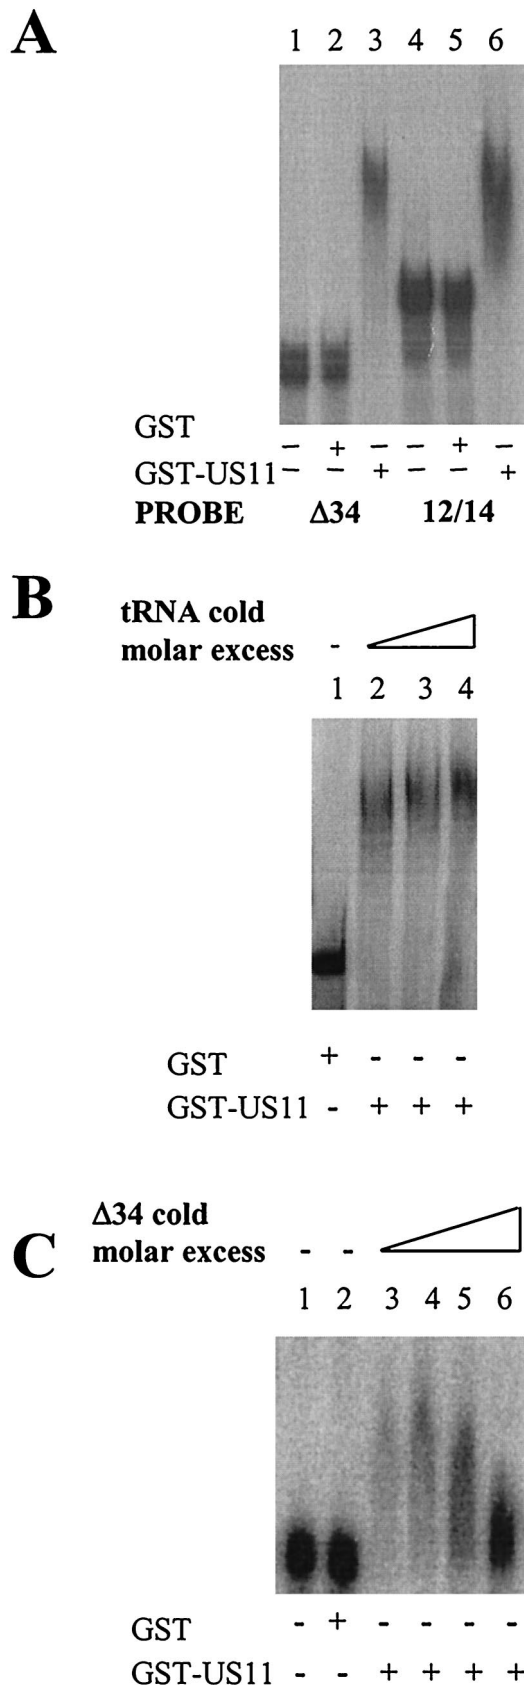 A
1 2 3 4 5 6
GST − + − − + −
GST-US11 − − + − − +
PROBE Δ34 12/14
B
tRNA cold
molar excess -
1 2 3 4
GST + - - -
GST-US11 - + + +
C
Δ34 cold
molar excess - -
1 2 3 4 5 6
GST - + - - - -
GST-US11 - - + + + +